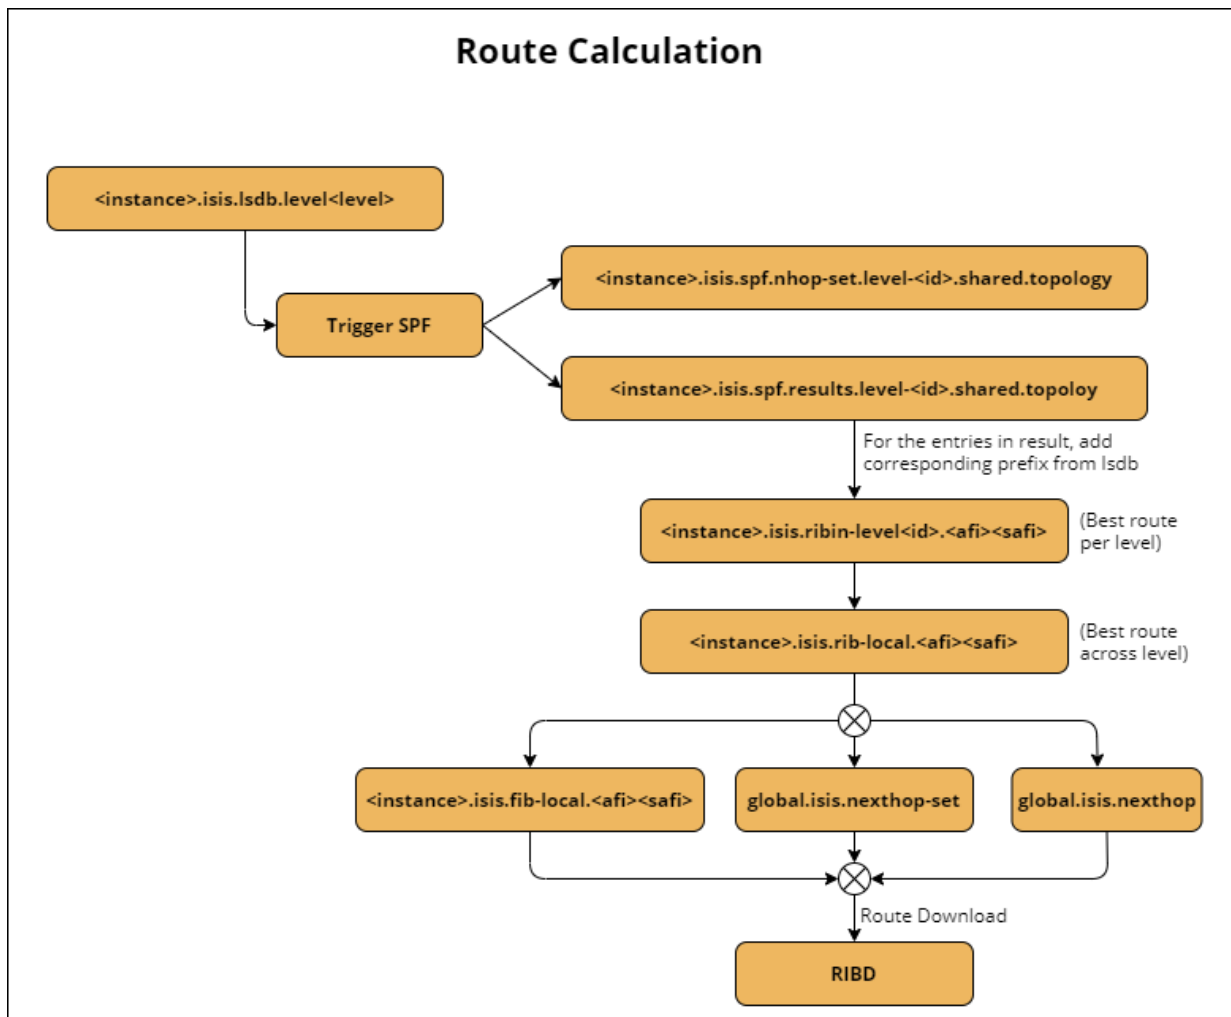 Route Calculation
<instance>.isis.lsdb.level<level>
<instance>.isis.spf.nhop-set.level-<id>.shared.topology
Trigger SPF
<instance>.isis.spf.results.level-<id>.shared.topoloy
For the entries in result, add
corresponding prefix from lsdb
<instance>.isis.ribin-level<id>.<afi><safi>
(Best route
per level)
<instance>.isis.rib-local.<afi><safi>
(Best route
across level)
<instance>.isis.fib-local.<afi><safi>
global.isis.nexthop-set
global.isis.nexthop
Route Download
RIBD